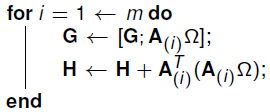 for i = 1 ← m do
G ← [G; A(i)Ω];
H ← H + Aᵀ(i)(A(i)Ω);
end